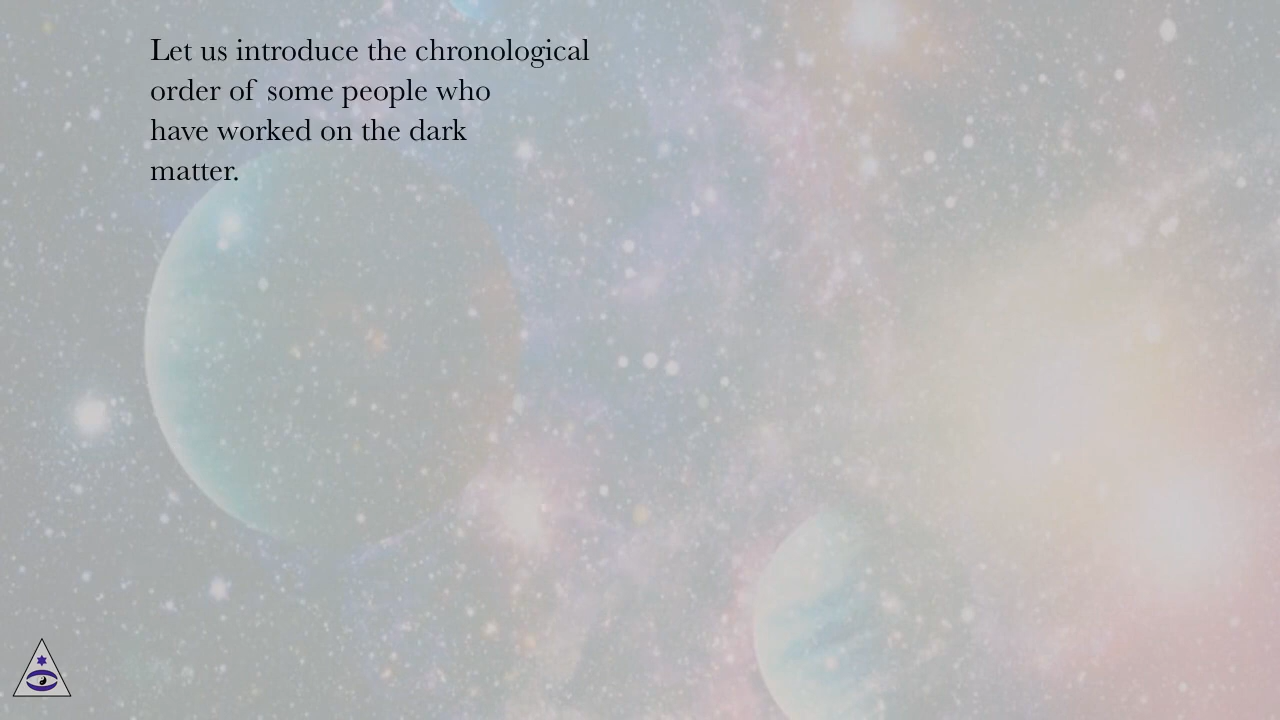 Let us introduce the chronological
order of some people who
have worked on the dark
matter.